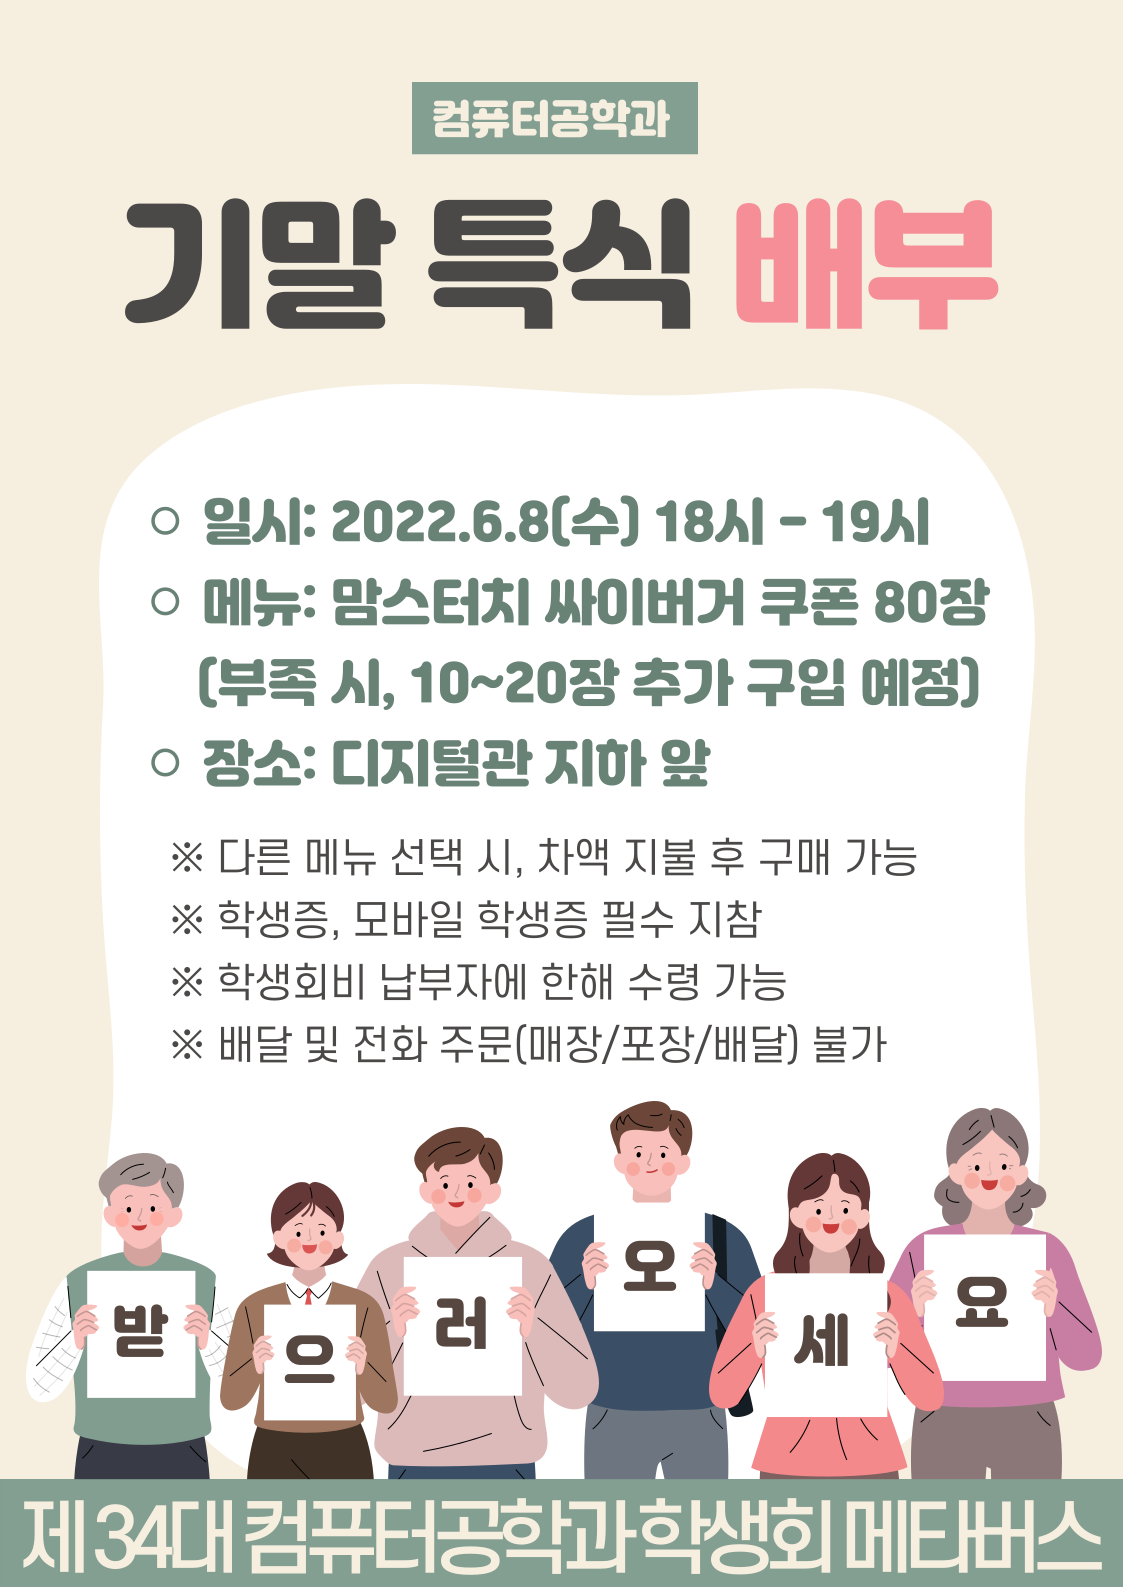 컴퓨터공학과
기말 특식 배부
○ 일시: 2022.6.8(수) 18시 - 19시
○ 메뉴: 맘스터치 싸이버거 쿠폰 80장
(부족 시, 10~20장 추가 구입 예정)
○ 장소: 디지털관 지하 앞
※ 다른 메뉴 선택 시, 차액 지불 후 구매 가능
※ 학생증, 모바일 학생증 필수 지참
※ 학생회비 납부자에 한해 수령 가능
※ 배달 및 전화 주문(매장/포장/배달) 불가
받으러오세요
제 34대 컴퓨터공학과 학생회 메타버스